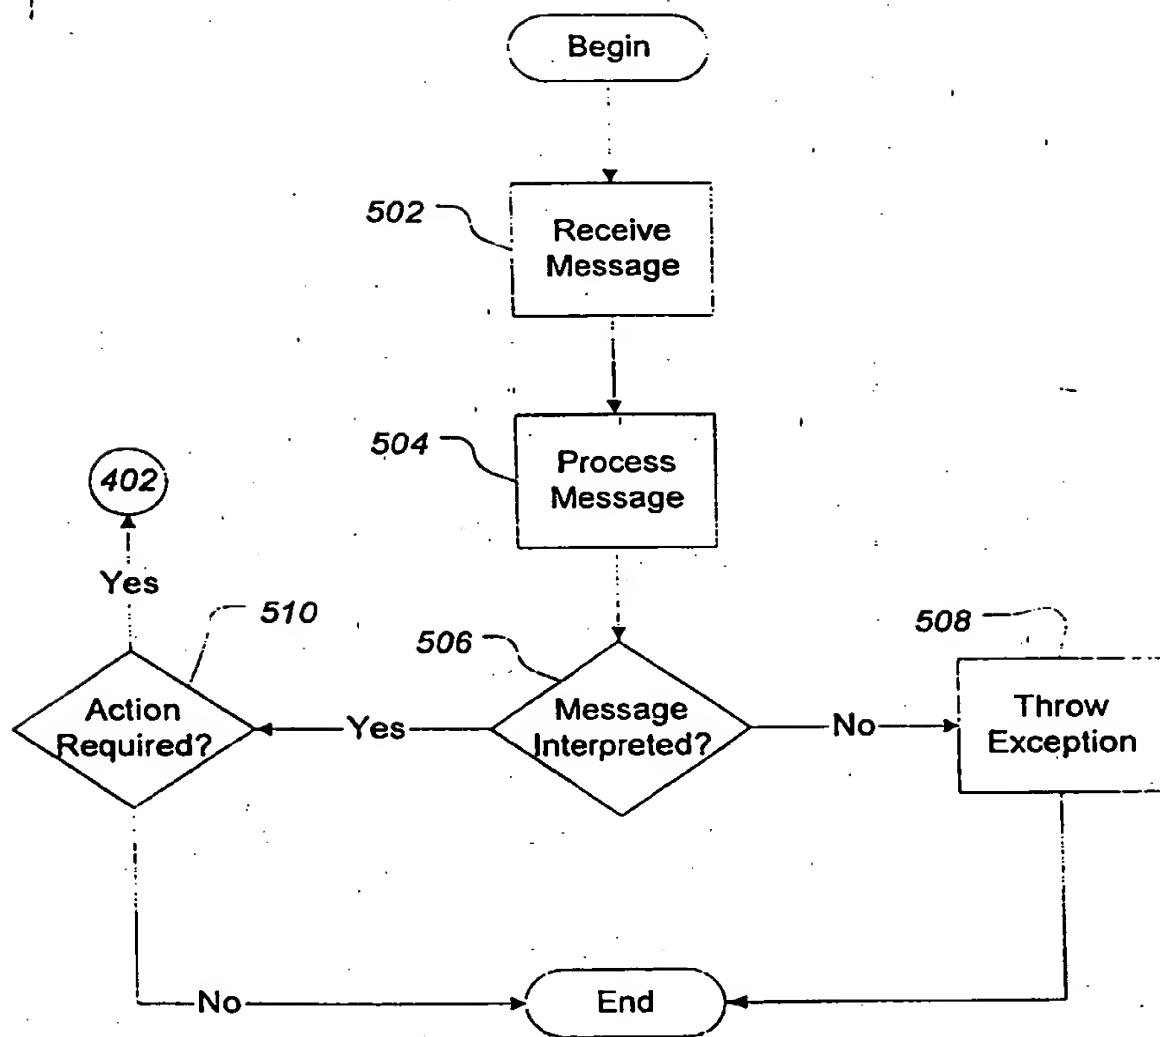 Begin
502
Receive
Message
504
Process
Message
402
Yes
510
506
508
Action
Required?
Yes
Message
Interpreted?
No
Throw
Exception
No
End